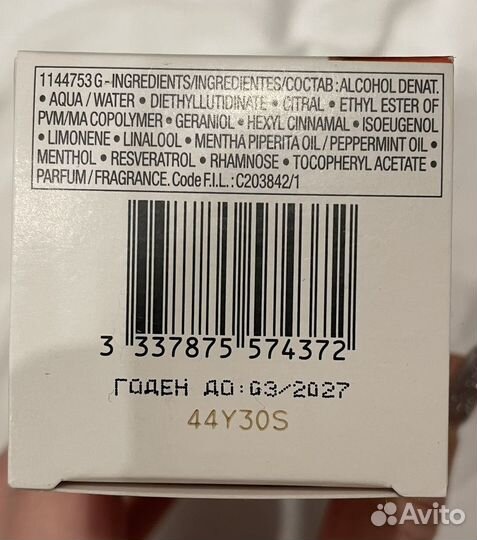 1144753 G - INGREDIENTS/INGREDIENTES/СОСТАВ : ALCOHOL DENAT.
• AQUA / WATER • DIETHYLLUTIDINATE • CITRAL • ETHYL ESTER OF
PVM/MA COPOLYMER • GERANIOL • HEXYL CINNAMAL • ISOEUGENOL
• LIMONENE • LINALOOL • MENTHA PIPERITA OIL / PEPPERMINT OIL •
MENTHOL • RESVERATROL • RHAMNOSE • TOCOPHERYL ACETATE •
PARFUM / FRAGRANCE. Code F.I.L. : C203842/1
3 337875 574372
ГОДЕН ДО: 03/2027
44Y30S
Avito